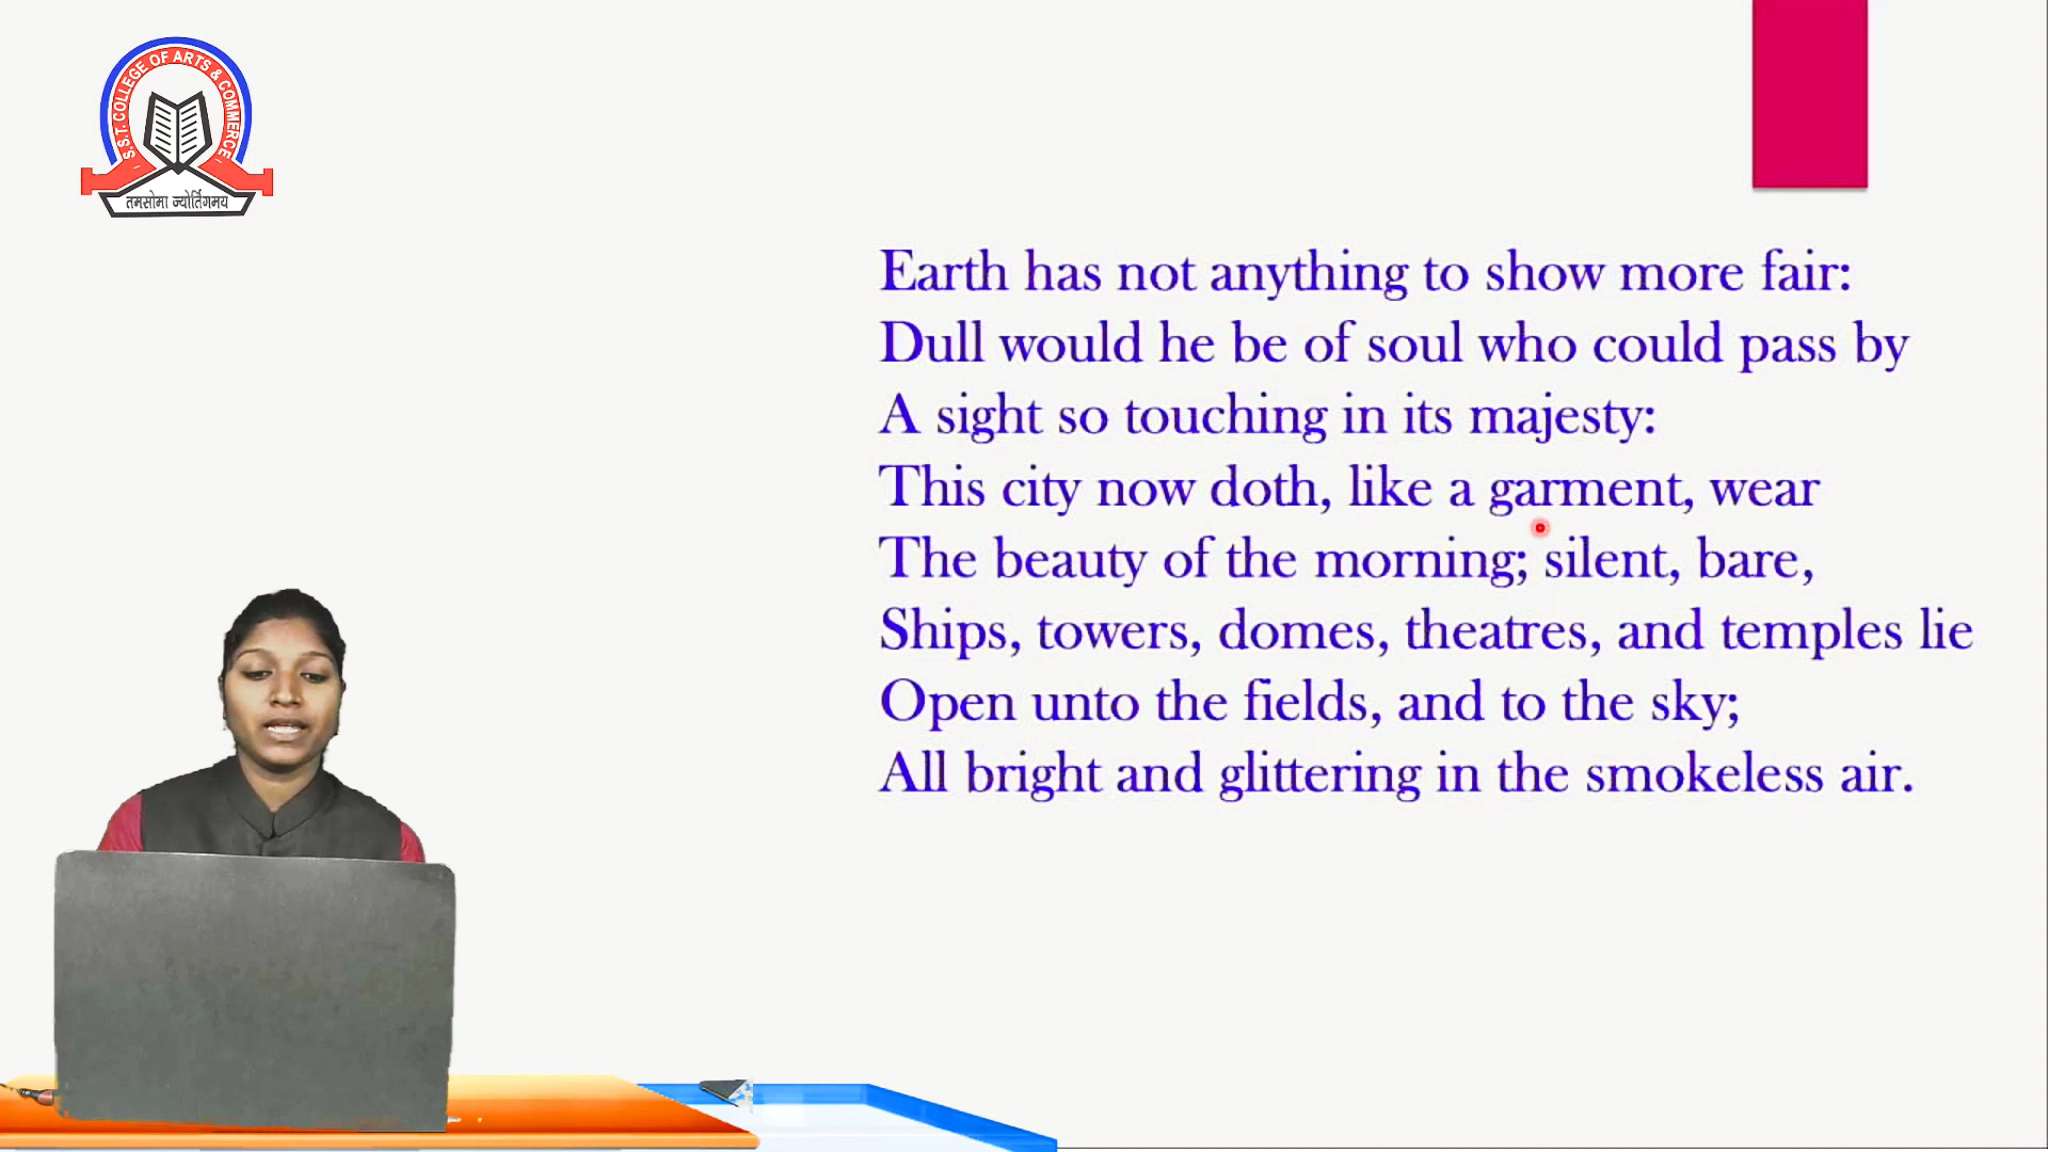 S.S.T. COLLEGE OF ARTS & COMMERCE
तमसोमा ज्योर्तिगमय
Earth has not anything to show more fair:
Dull would he be of soul who could pass by
A sight so touching in its majesty:
This city now doth, like a garment, wear
The beauty of the morning; silent, bare,
Ships, towers, domes, theatres, and temples lie
Open unto the fields, and to the sky;
All bright and glittering in the smokeless air.